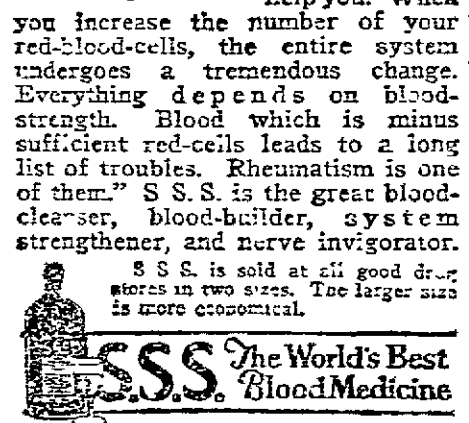 help you. When
you increase the number of your
red-blood-cells, the entire system
undergoes a tremendous change.
Everything depends on blood-
strength. Blood which is minus
sufficient red-cells leads to a long
list of troubles. Rheumatism is one
of them." S S. S. is the great blood-
cleanser, blood-builder, system
strengthener, and nerve invigorator.
S S S. is sold at all good drug
stores in two sizes. The larger size
is more economical.
S.S.S. The World's Best
Blood Medicine